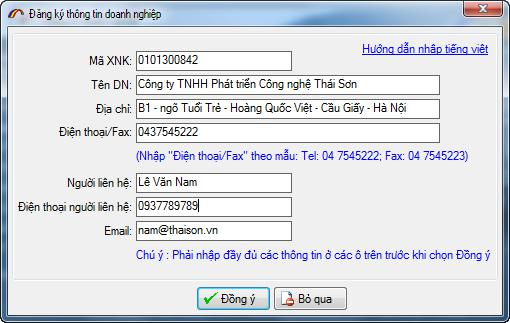 Đăng ký thông tin doanh nghiệp
Hướng dẫn nhập tiếng việt
Mã XNK: 0101300842
Tên DN: Công ty TNHH Phát triển Công nghệ Thái Sơn
Địa chỉ: B1 - ngõ Tuổi Trẻ - Hoàng Quốc Việt - Cầu Giấy - Hà Nội
Điện thoại/Fax: 0437545222
(Nhập "Điện thoại/Fax" theo mẫu: Tel: 04 7545222; Fax: 04 7545223)
Người liên hệ: Lê Văn Nam
Điện thoại người liên hệ: 0937789789
Email: nam@thaison.vn
Chú ý : Phải nhập đầy đủ các thông tin ở các ô trên trước khi chọn Đồng ý
Đồng ý Bỏ qua